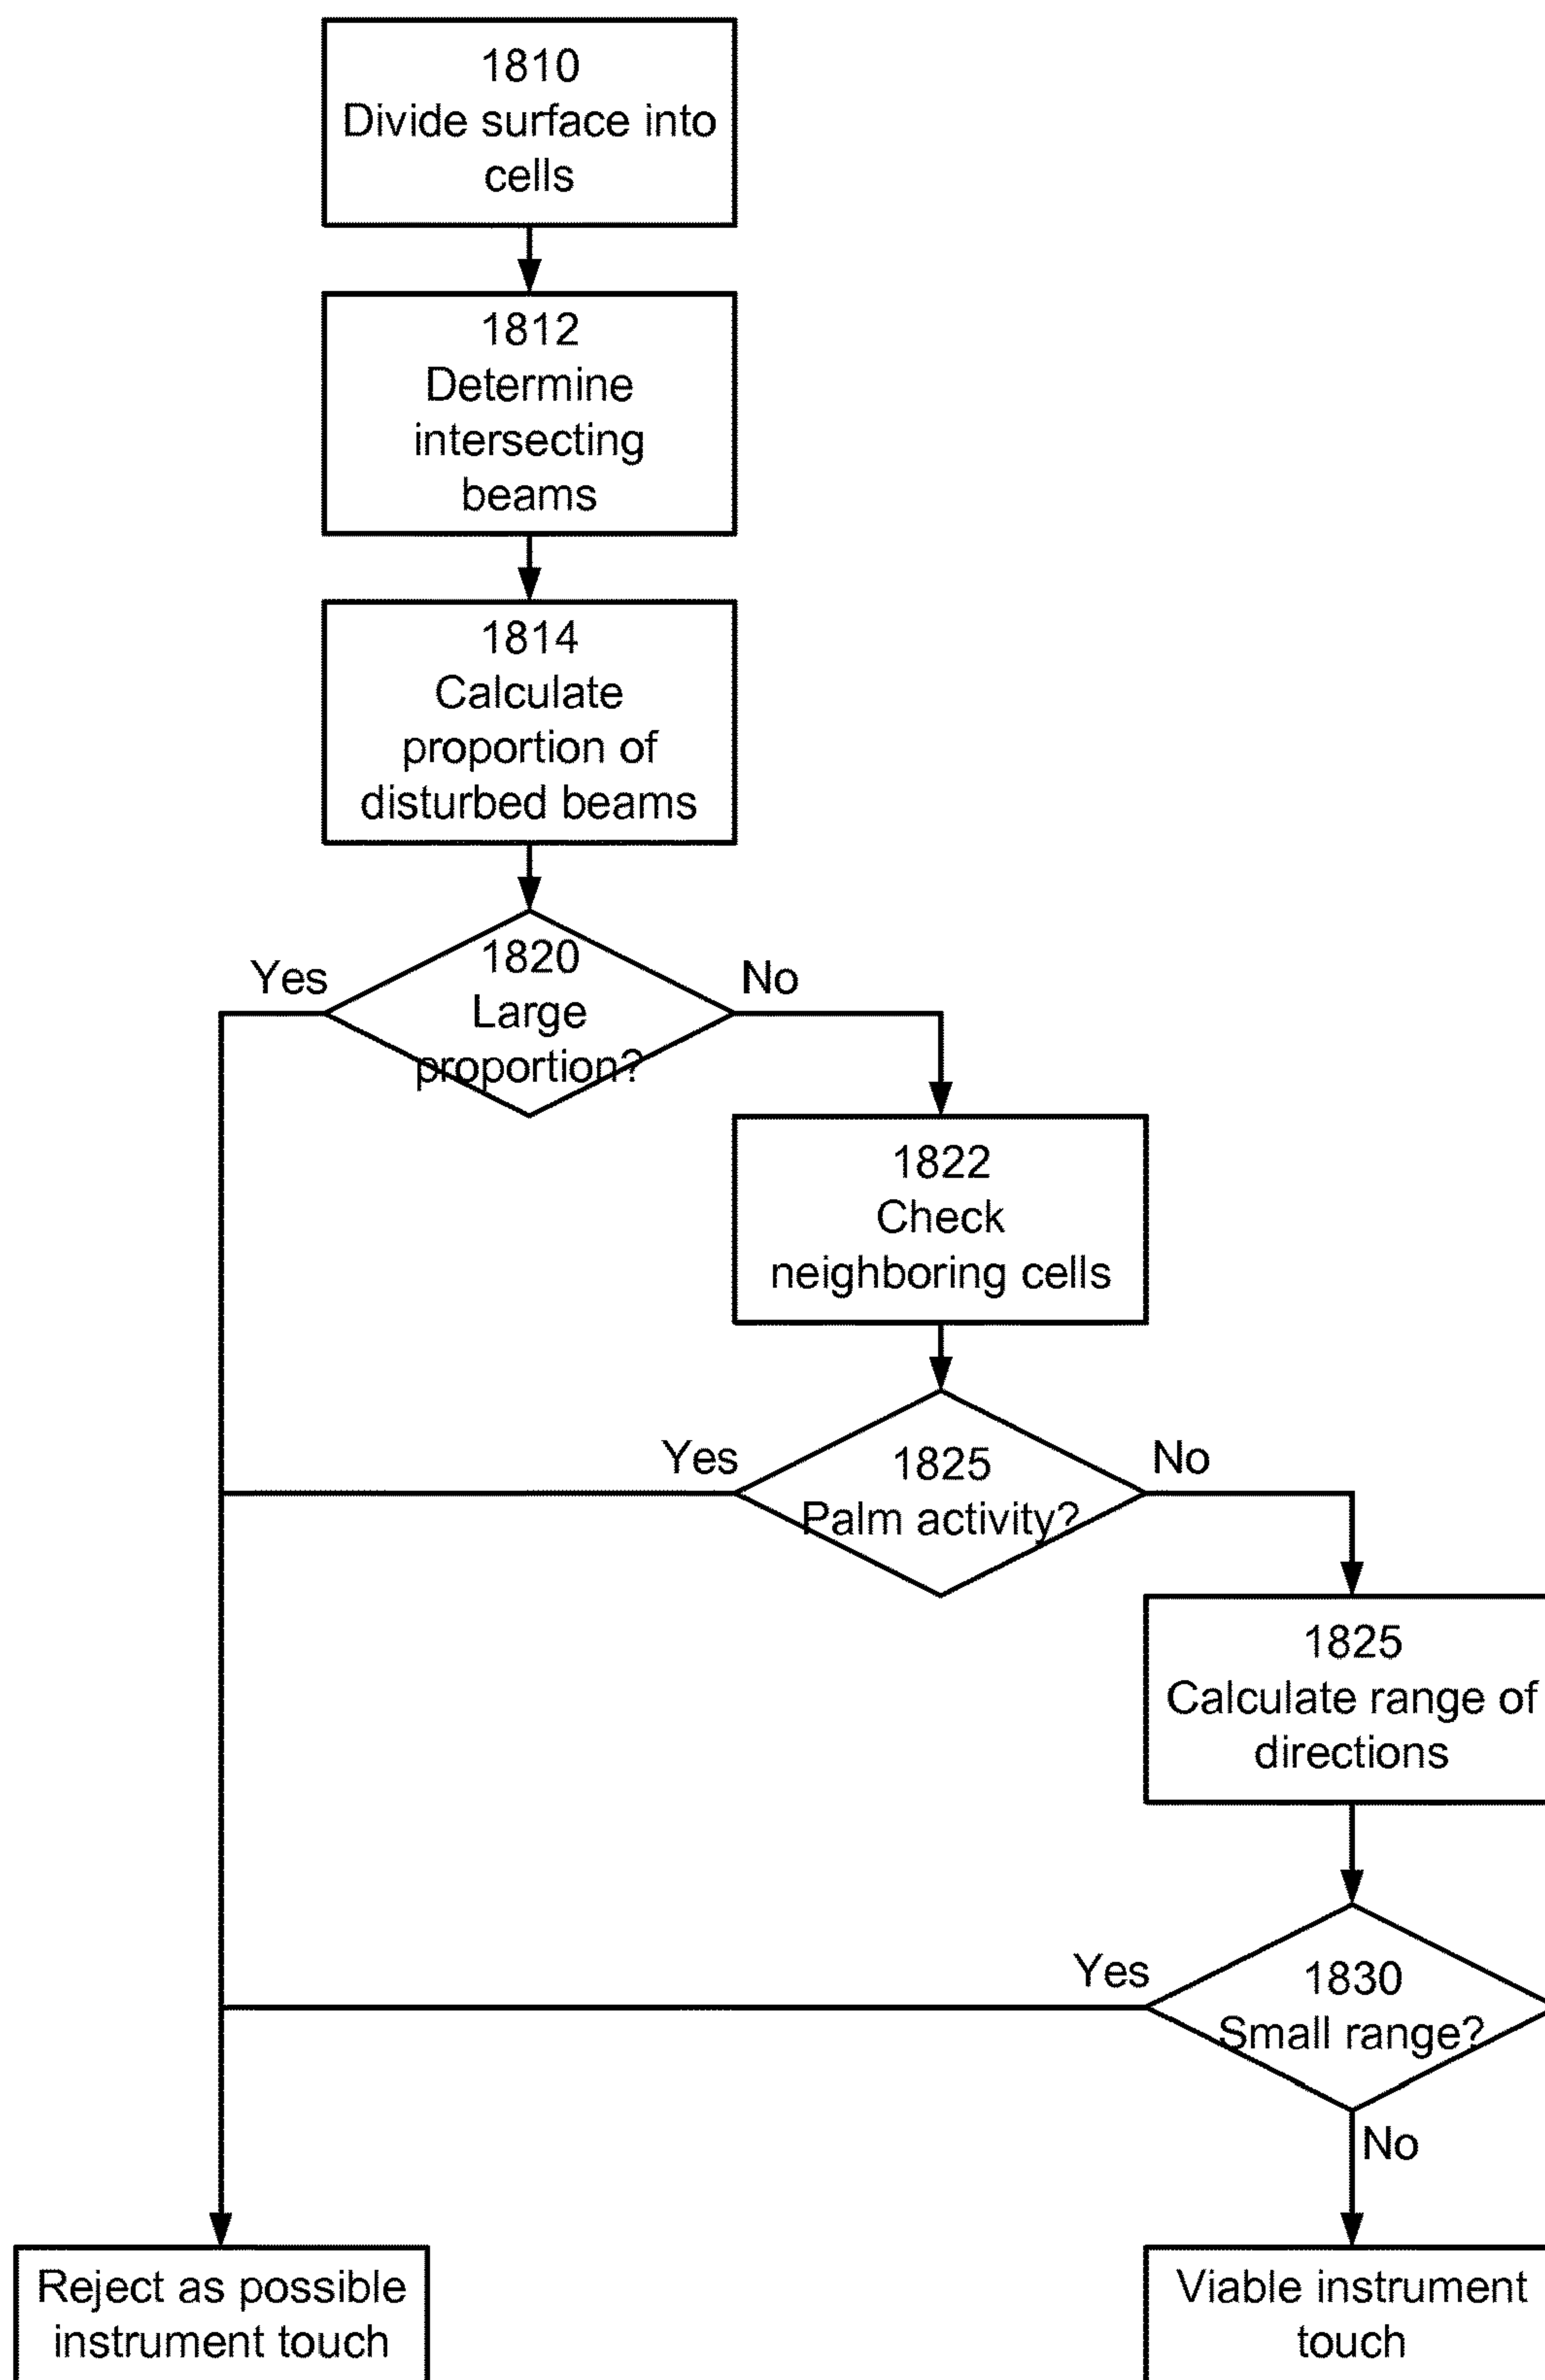 1810
Divide surface into
cells
1812
Determine
intersecting
beams
1814
Calculate
proportion of
disturbed beams
Yes
1820
Large
proportion?
No
1822
Check
neighboring cells
Yes
1825
Palm activity?
No
1825
Calculate range of
directions
Yes
1830
Small range?
No
Reject as possible
instrument touch
Viable instrument
touch